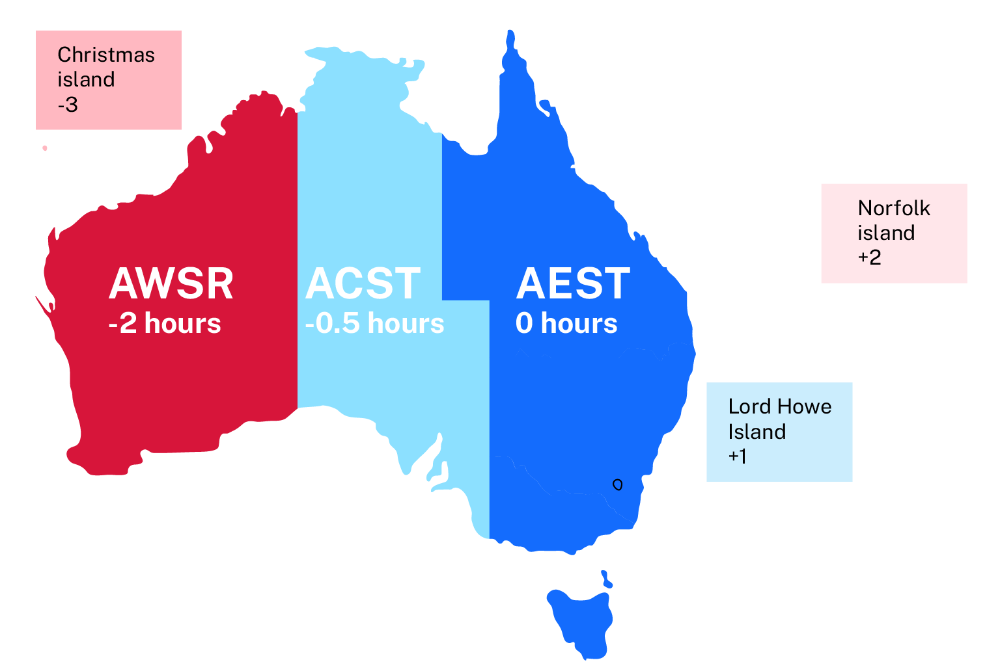 Christmas
island
-3
AWSR
-2 hours
ACST
-0.5 hours
AEST
0 hours
Norfolk
island
+2
Lord Howe
Island
+1